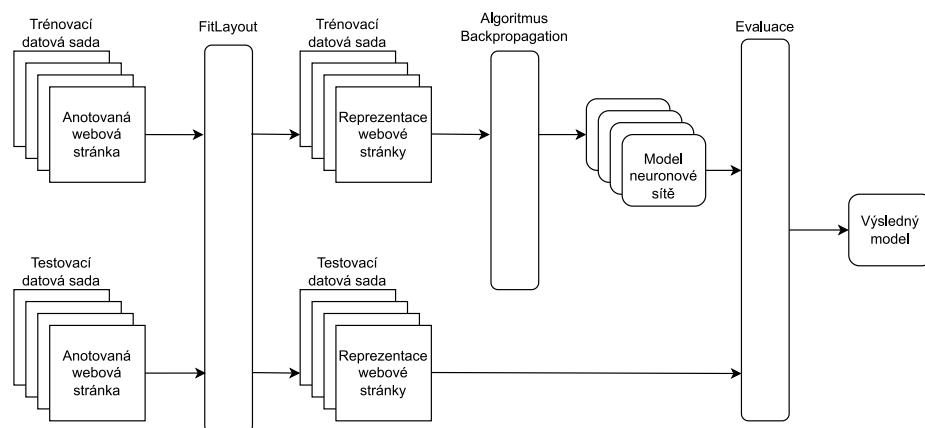 Trénovací
datová sada
Anotovaná
webová
stránka
FitLayout
Trénovací
datová sada
Reprezentace
webové
stránky
Algoritmus
Backpropagation
Model
neuronové
sítě
Evaluace
Výsledný
model
Testovací
datová sada
Anotovaná
webová
stránka
Testovací
datová sada
Reprezentace
webové
stránky